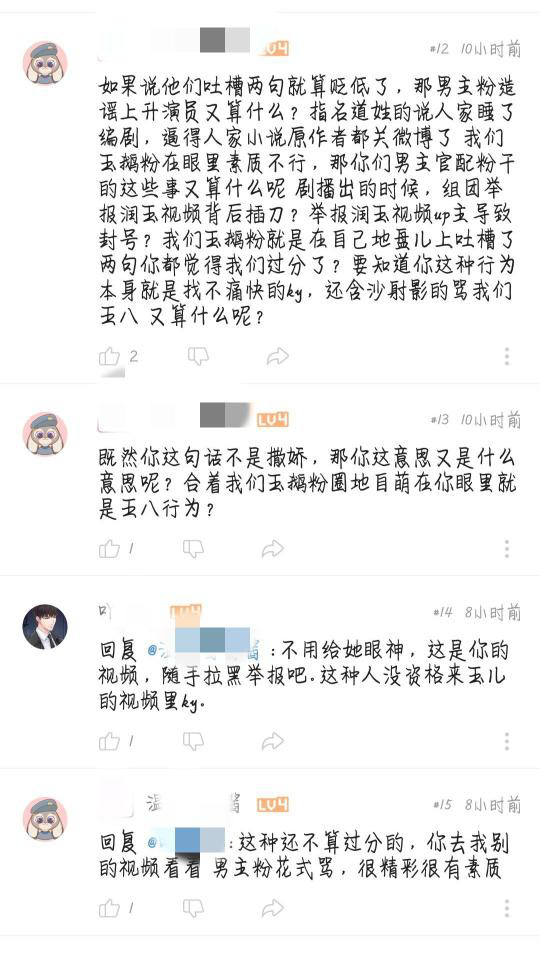 LV4
#12 10小时前
如果说他们吐槽两句就算贬低了，那男主粉造
谣上升演员又算什么？指名道姓的说人家睡了
编剧，逼得人家小说原作者都关微博了 我们
玉鹅粉在眼里素质不行，那你们男主官配粉干
的这些事又算什么呢 剧播出的时候，组团举
报润玉视频背后插刀？举报润玉视频up主导致
封号？我们玉鹅粉就是在自己地盘儿上吐槽了
两句你都觉得我们过分了？要知道你这种行为
本身就是找不痛快的ky，还含沙射影的骂我们
玉八 又算什么呢？
2
LV4
#13 10小时前
既然你这句话不是撒娇，那你这意思又是什么
意思呢？合着我们玉鹅粉圈地自萌在你眼里就
是玉八行为？
1
LV4
#14 8小时前
回复 @ :不用给她眼神，这是你的
视频，随手拉黑举报吧.这种人没资格来玉儿
的视频里ky。
1
LV4
#15 8小时前
回复 @ :这种还不算过分的，你去我别
的视频看看 男主粉花式骂，很精彩很有素质
1